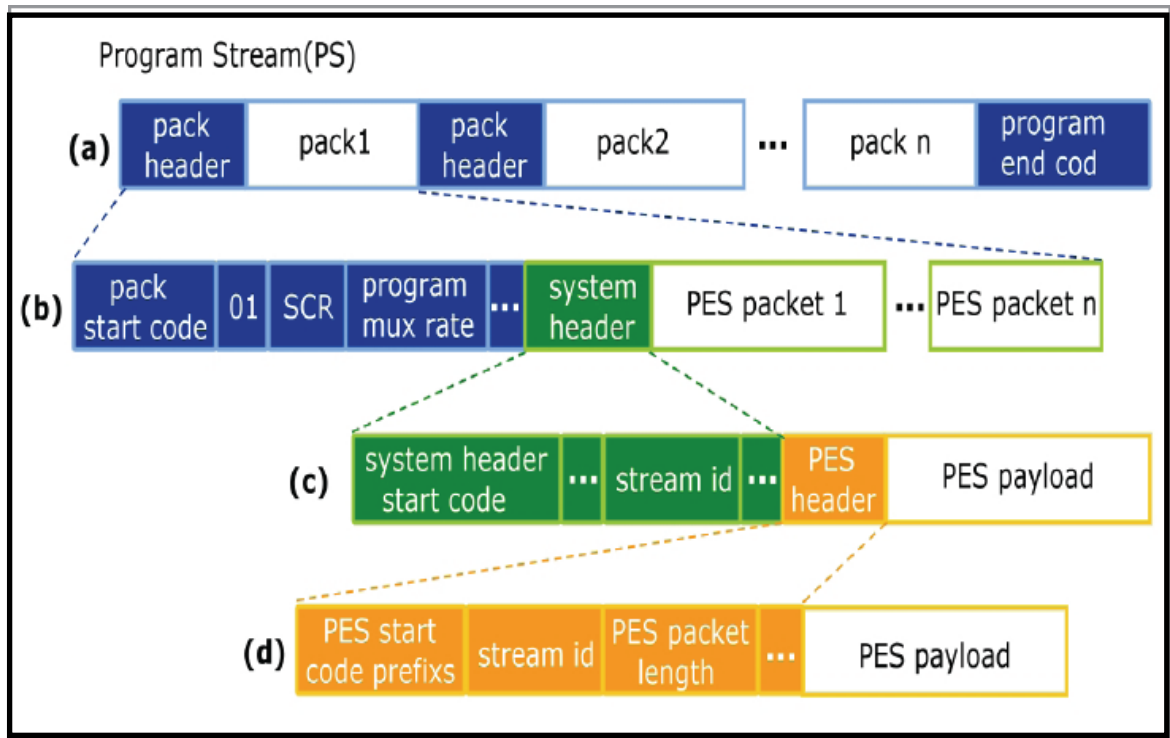 Program Stream(PS)
(a)
pack
header
pack1
pack
header
pack2
...
pack n
program
end cod
(b)
pack
start code
01
SCR
program
mux rate
...
system
header
PES packet 1
...
PES packet n
(c)
system header
start code
...
stream id
...
PES
header
PES payload
(d)
PES start
code prefixs
stream id
PES packet
length
...
PES payload